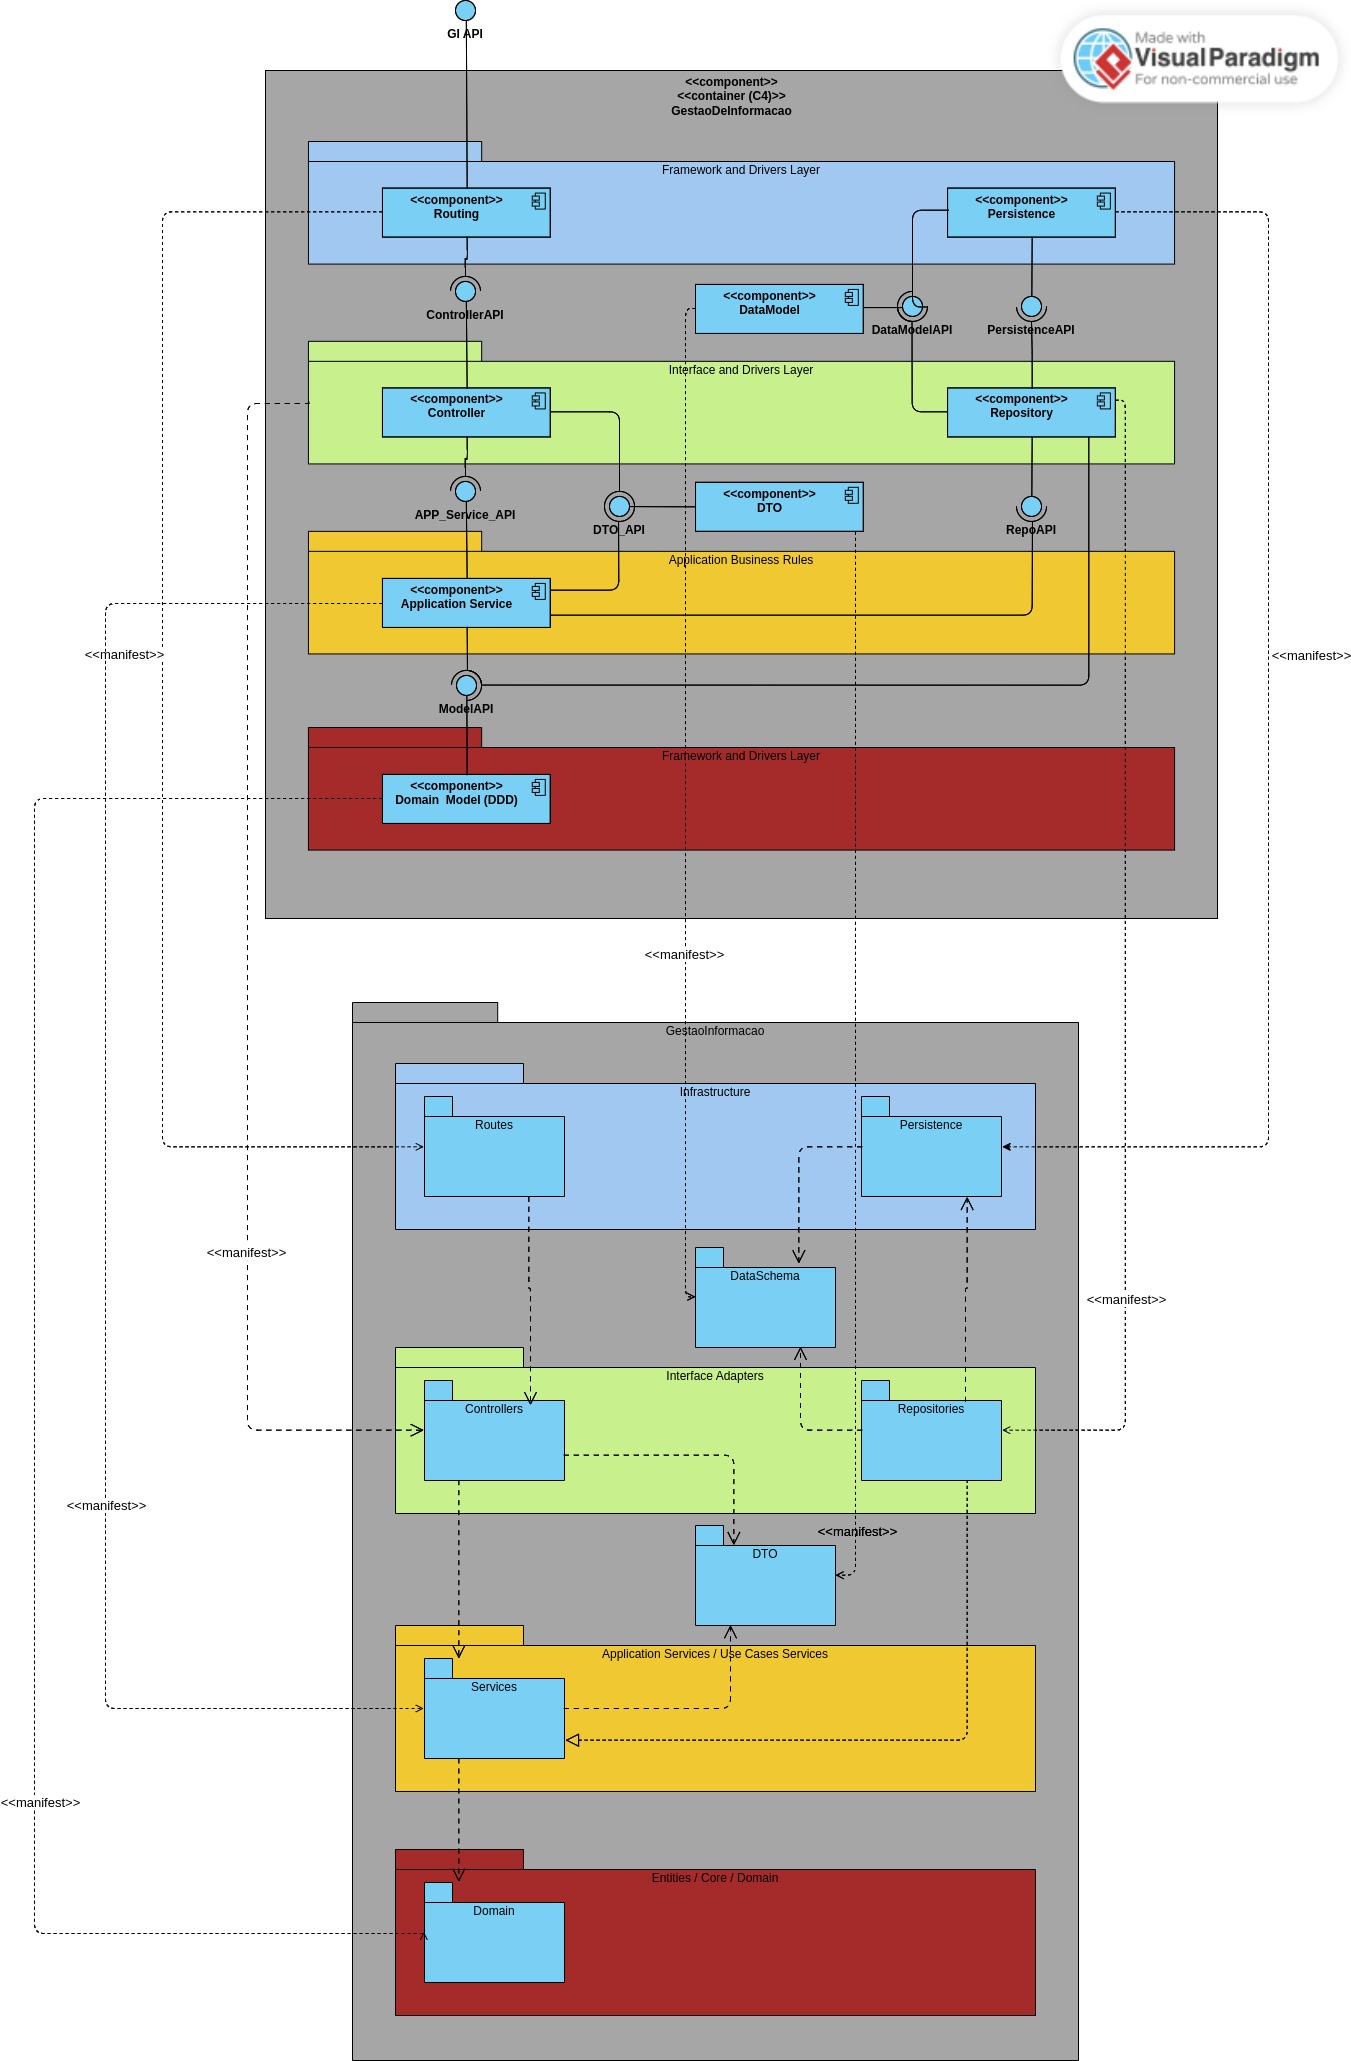 GI API
Made with
Visual Paradigm
For non-commercial use
<<component>>
<<container (C4)>>
GestaoDeInformacao
Framework and Drivers Layer
<<component>>
Routing
<<component>>
Persistence
<<component>>
DataModel
ControllerAPI
DataModelAPI
PersistenceAPI
Interface and Drivers Layer
<<component>>
Controller
<<component>>
Repository
<<component>>
DTO
APP_Service_API
DTO_API
RepoAPI
Application Business Rules
<<component>>
Application Service
<<manifest>>
<<manifest>>
ModelAPI
Framework and Drivers Layer
<<component>>
Domain  Model (DDD)
<<manifest>>
GestaoInformacao
Infrastructure
Routes
Persistence
<<manifest>>
DataSchema
<<manifest>>
Interface Adapters
Controllers
Repositories
<<manifest>>
<<manifest>>
DTO
Application Services / Use Cases Services
Services
<<manifest>>
Entities / Core / Domain
Domain